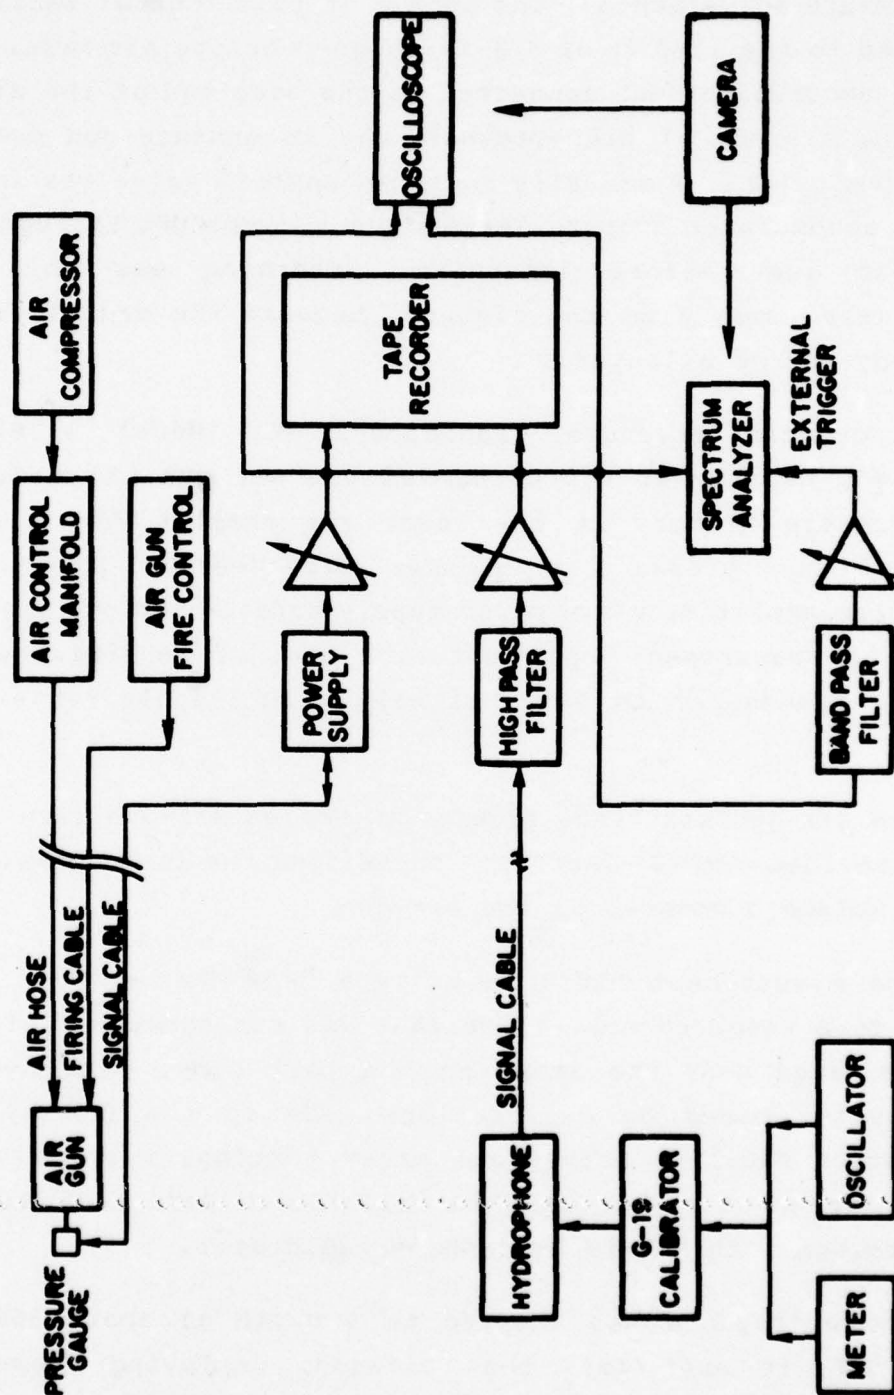 AIR
COMPRESSOR
AIR CONTROL
MANIFOLD
AIR GUN
FIRE CONTROL
AIR HOSE
FIRING CABLE
SIGNAL CABLE
AIR
GUN
PRESSURE
GAUGE
POWER
SUPPLY
TAPE
RECORDER
OSCILLOSCOPE
HYDROPHONE
SIGNAL CABLE
HIGH PASS
FILTER
G-19
CALIBRATOR
METER
OSCILLATOR
BAND PASS
FILTER
SPECTRUM
ANALYZER
EXTERNAL
TRIGGER
CAMERA